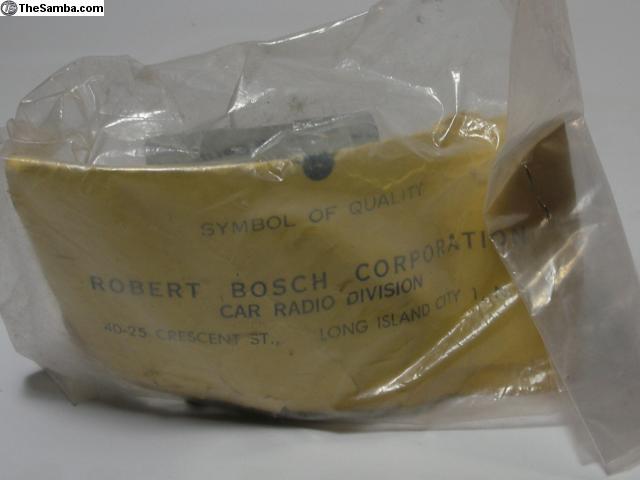 TheSamba.com
SYMBOL OF QUALITY
ROBERT BOSCH CORPORATION
CAR RADIO DIVISION
40-25 CRESCENT ST., LONG ISLAND CITY 1,